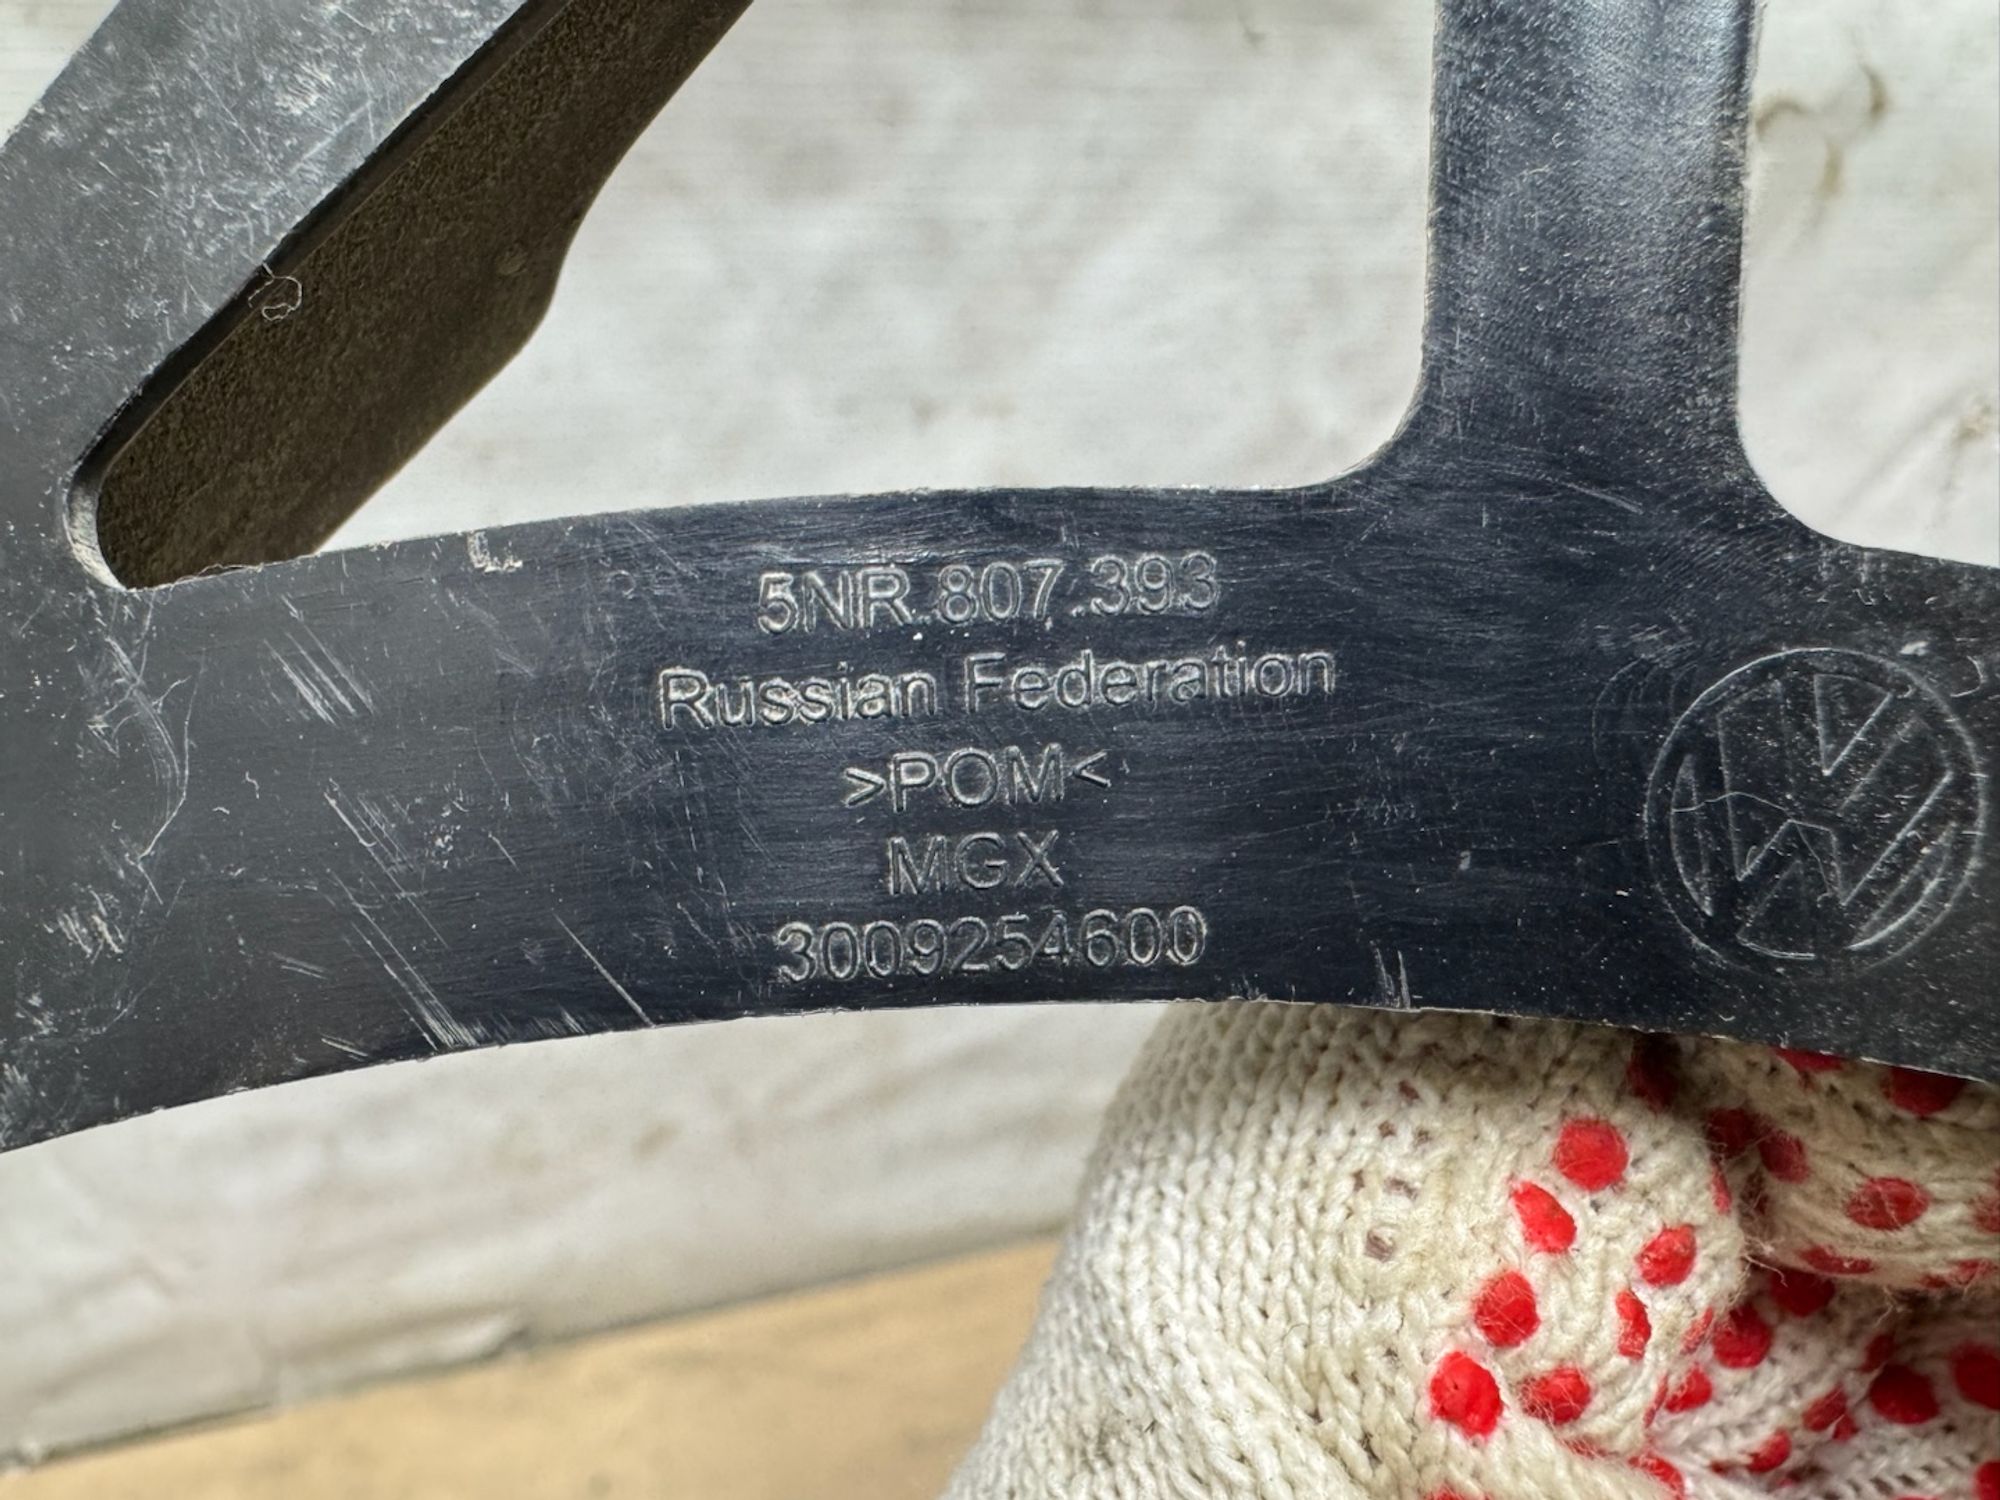 5NR.807.393
Russian Federation
>POM<
MGX
3009254600